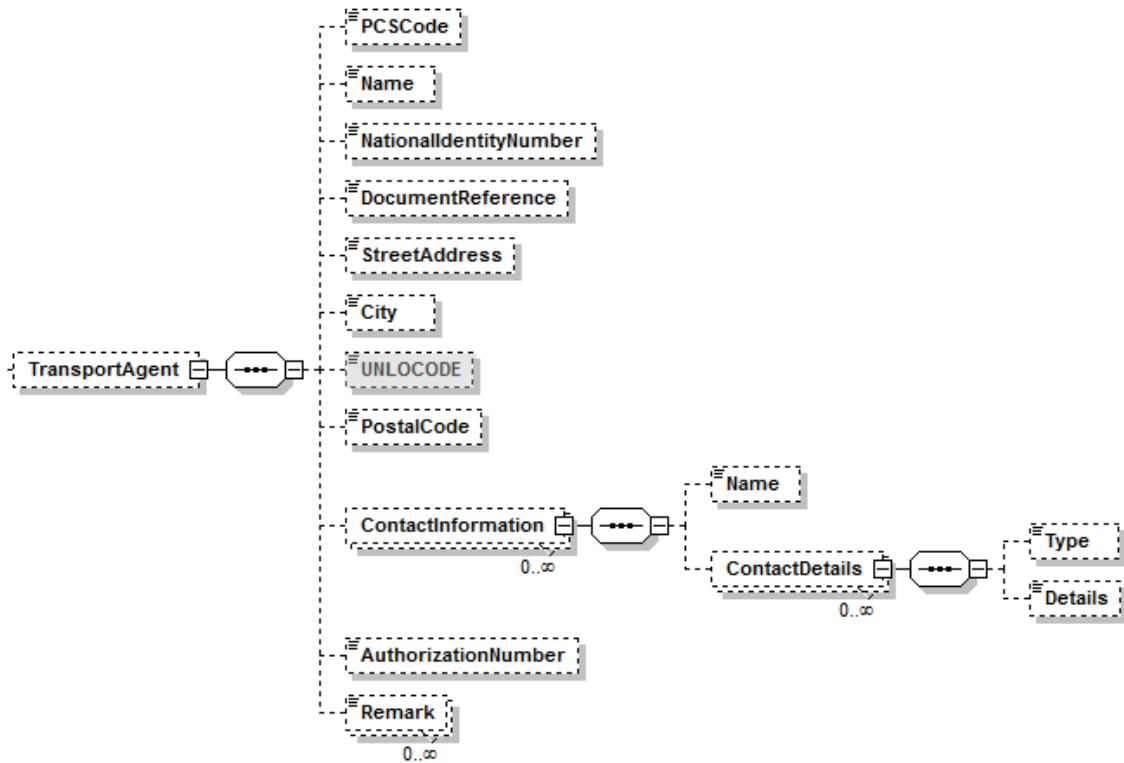 PCSCode
Name
NationalIdentityNumber
DocumentReference
StreetAddress
City
TransportAgent
UNLOCODE
PostalCode
Name
ContactInformation
0..∞
ContactDetails
0..∞
Type
Details
AuthorizationNumber
Remark
0..∞